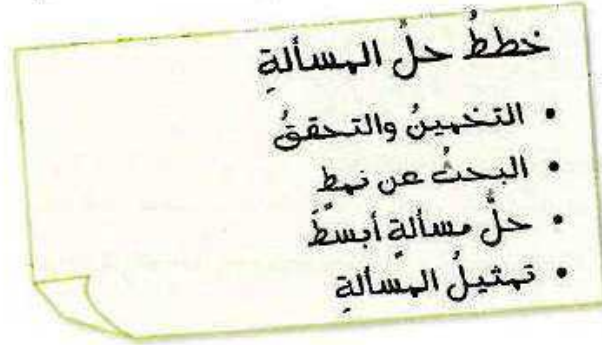 خططُ حلِّ المسألةِ
• التخمينُ والتحققُ
• البحثُ عن نمطٍ
• حلُّ مسألةٍ أبسطَ
• تمثيلُ المسألةِ